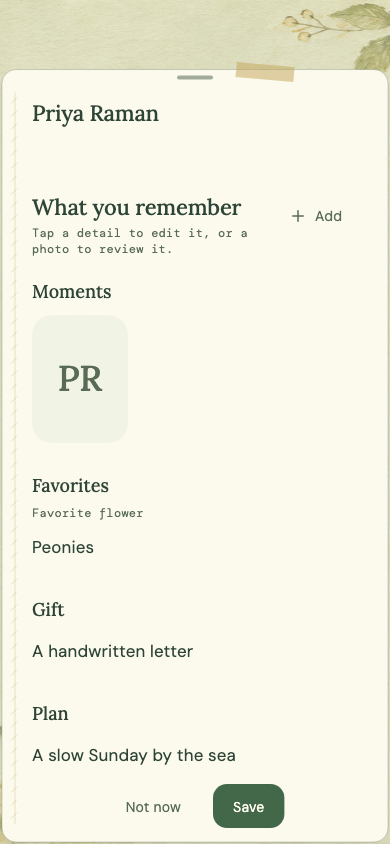 Priya Raman
What you remember
+ Add
Tap a detail to edit it, or a
photo to review it.
Moments
PR
Favorites
Favorite flower
Peonies
Gift
A handwritten letter
Plan
A slow Sunday by the sea
Not now
Save